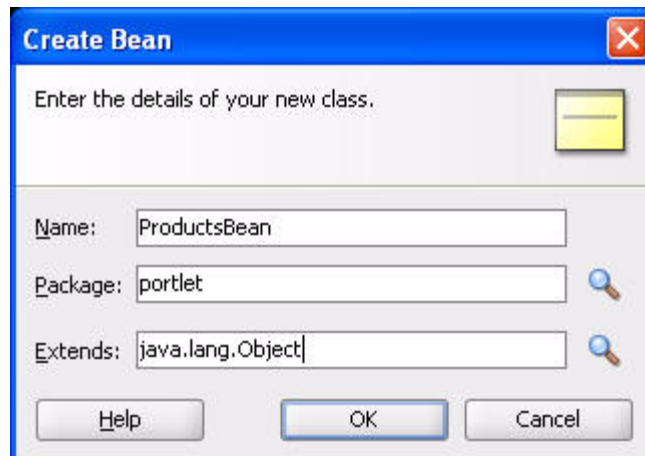 Create Bean
Enter the details of your new class.
Name: ProductsBean
Package: portlet
Extends: java.lang.Object
Help OK Cancel